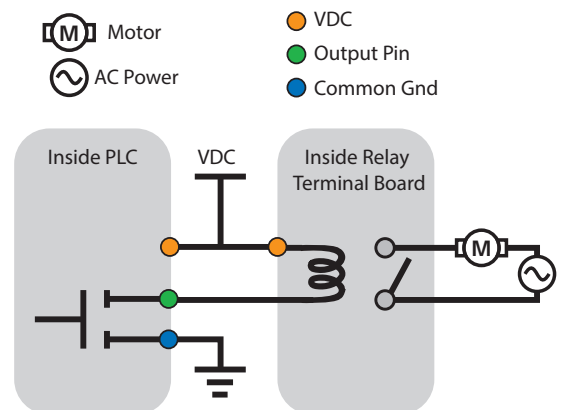 M Motor
AC Power
VDC
Output Pin
Common Gnd
Inside PLC
VDC
Inside Relay
Terminal Board
M